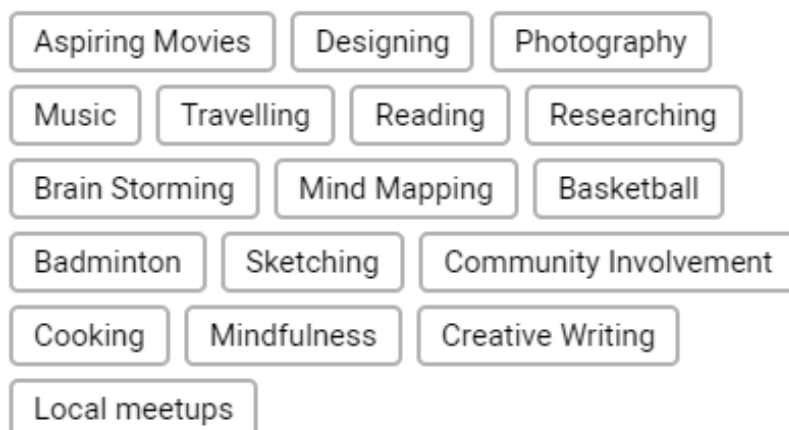 Aspiring Movies Designing Photography
Music Travelling Reading Researching
Brain Storming Mind Mapping Basketball
Badminton Sketching Community Involvement
Cooking Mindfulness Creative Writing
Local meetups